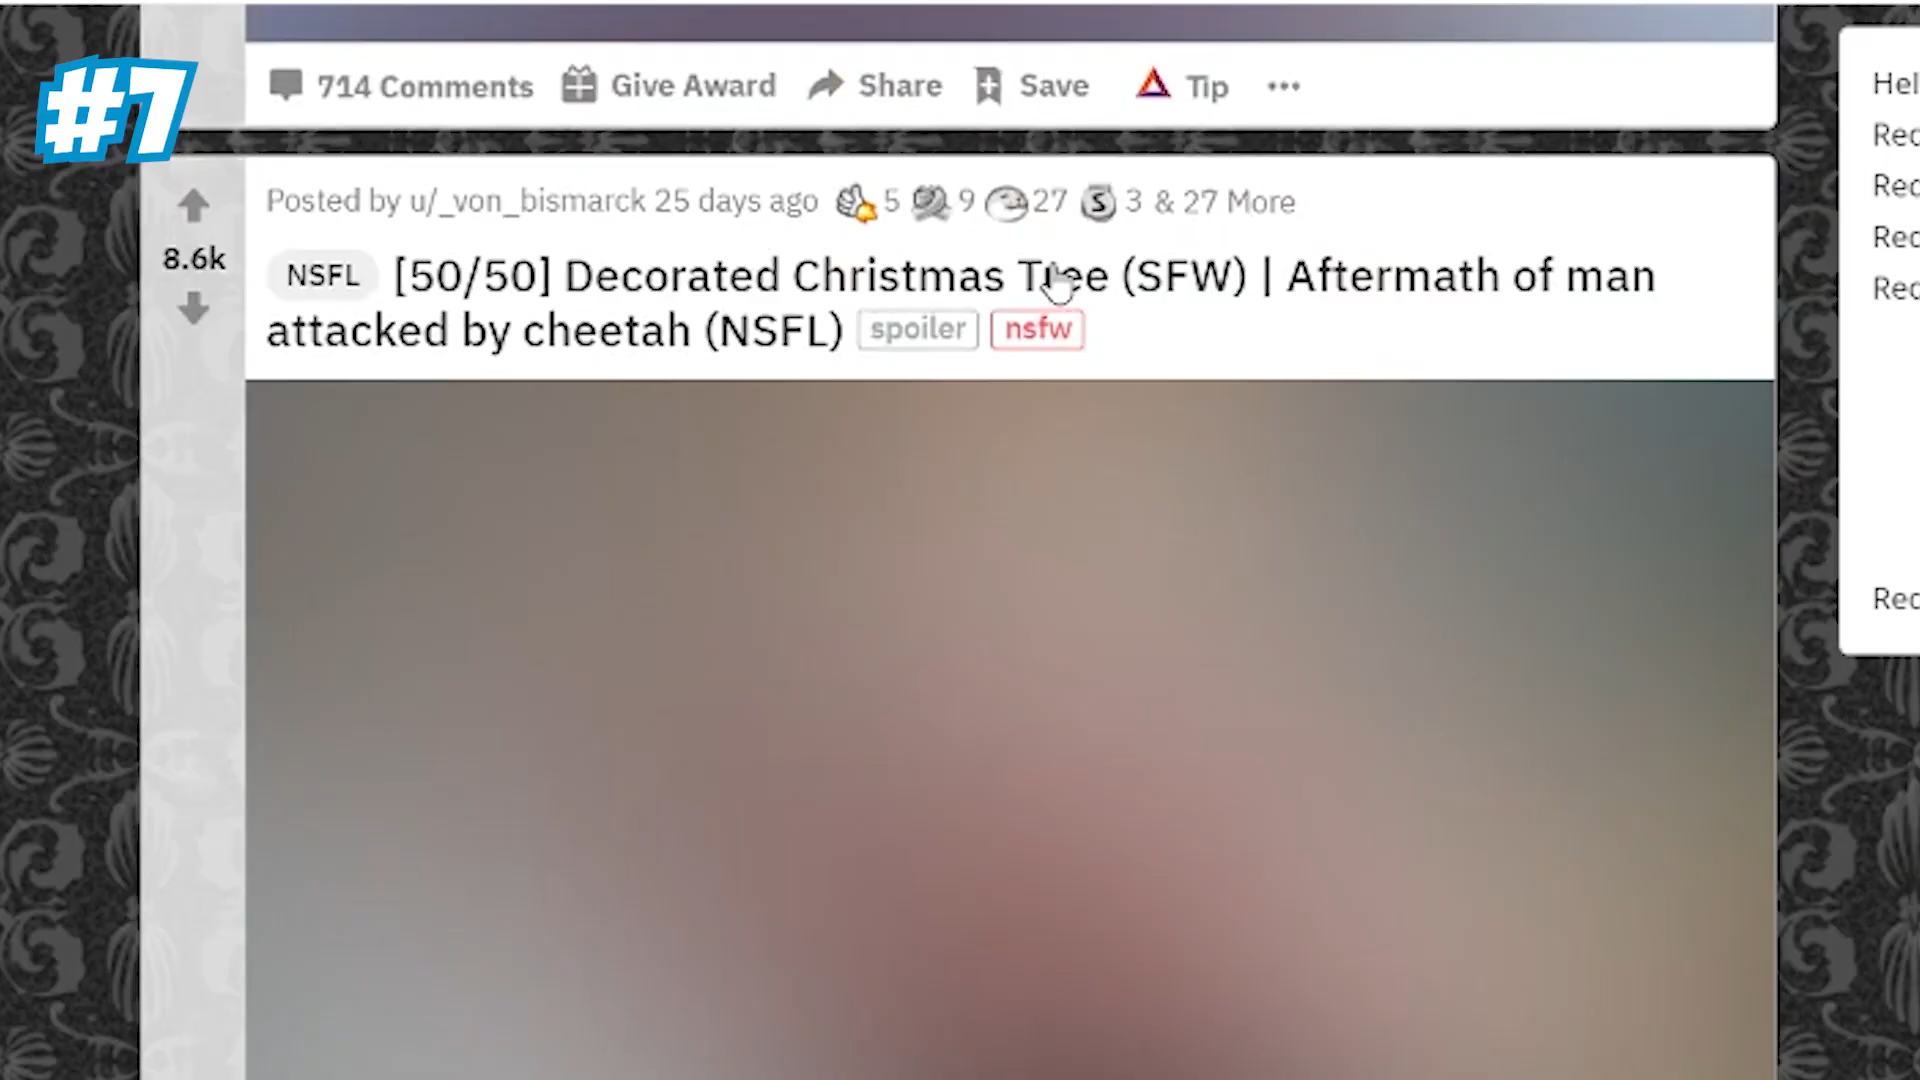 #7
714 Comments Give Award Share Save Tip
Posted by u/_von_bismarck 25 days ago 5 9 27 S 3 & 27 More
8.6k
NSFL [50/50] Decorated Christmas Tree (SFW) | Aftermath of man
attacked by cheetah (NSFL) spoiler nsfw
Hel
Rec